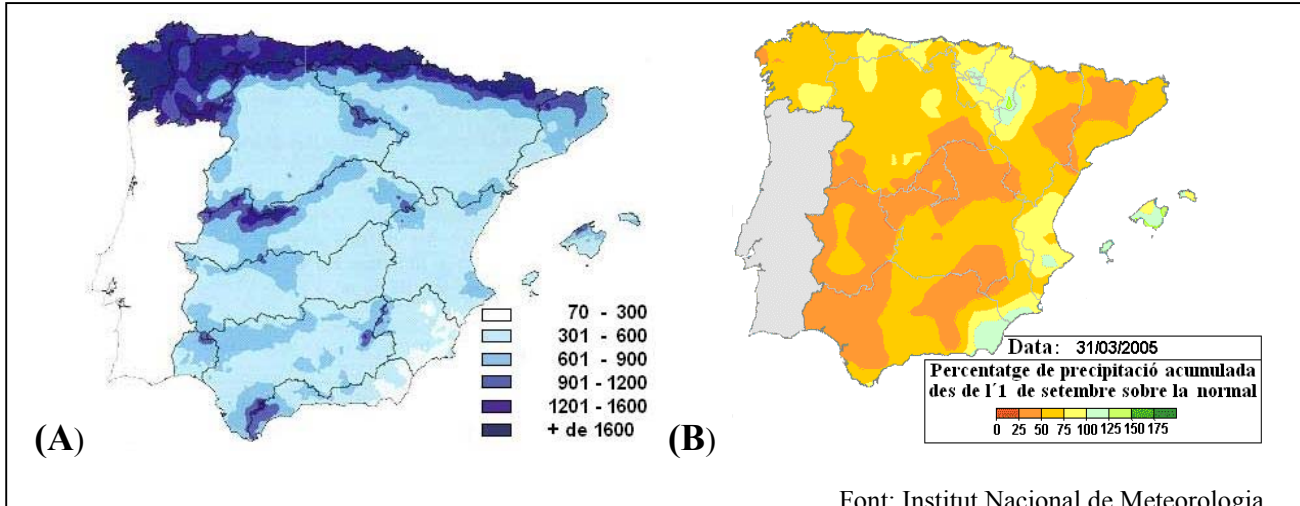 70 - 300
301 - 600
601 - 900
901 - 1200
1201 - 1600
+ de 1600
(A)
Data: 31/03/2005
Percentatge de precipitació acumulada
des de l´1 de setembre sobre la normal
0 25 50 75 100 125 150 175
(B)
Font: Institut Nacional de Meteorologia